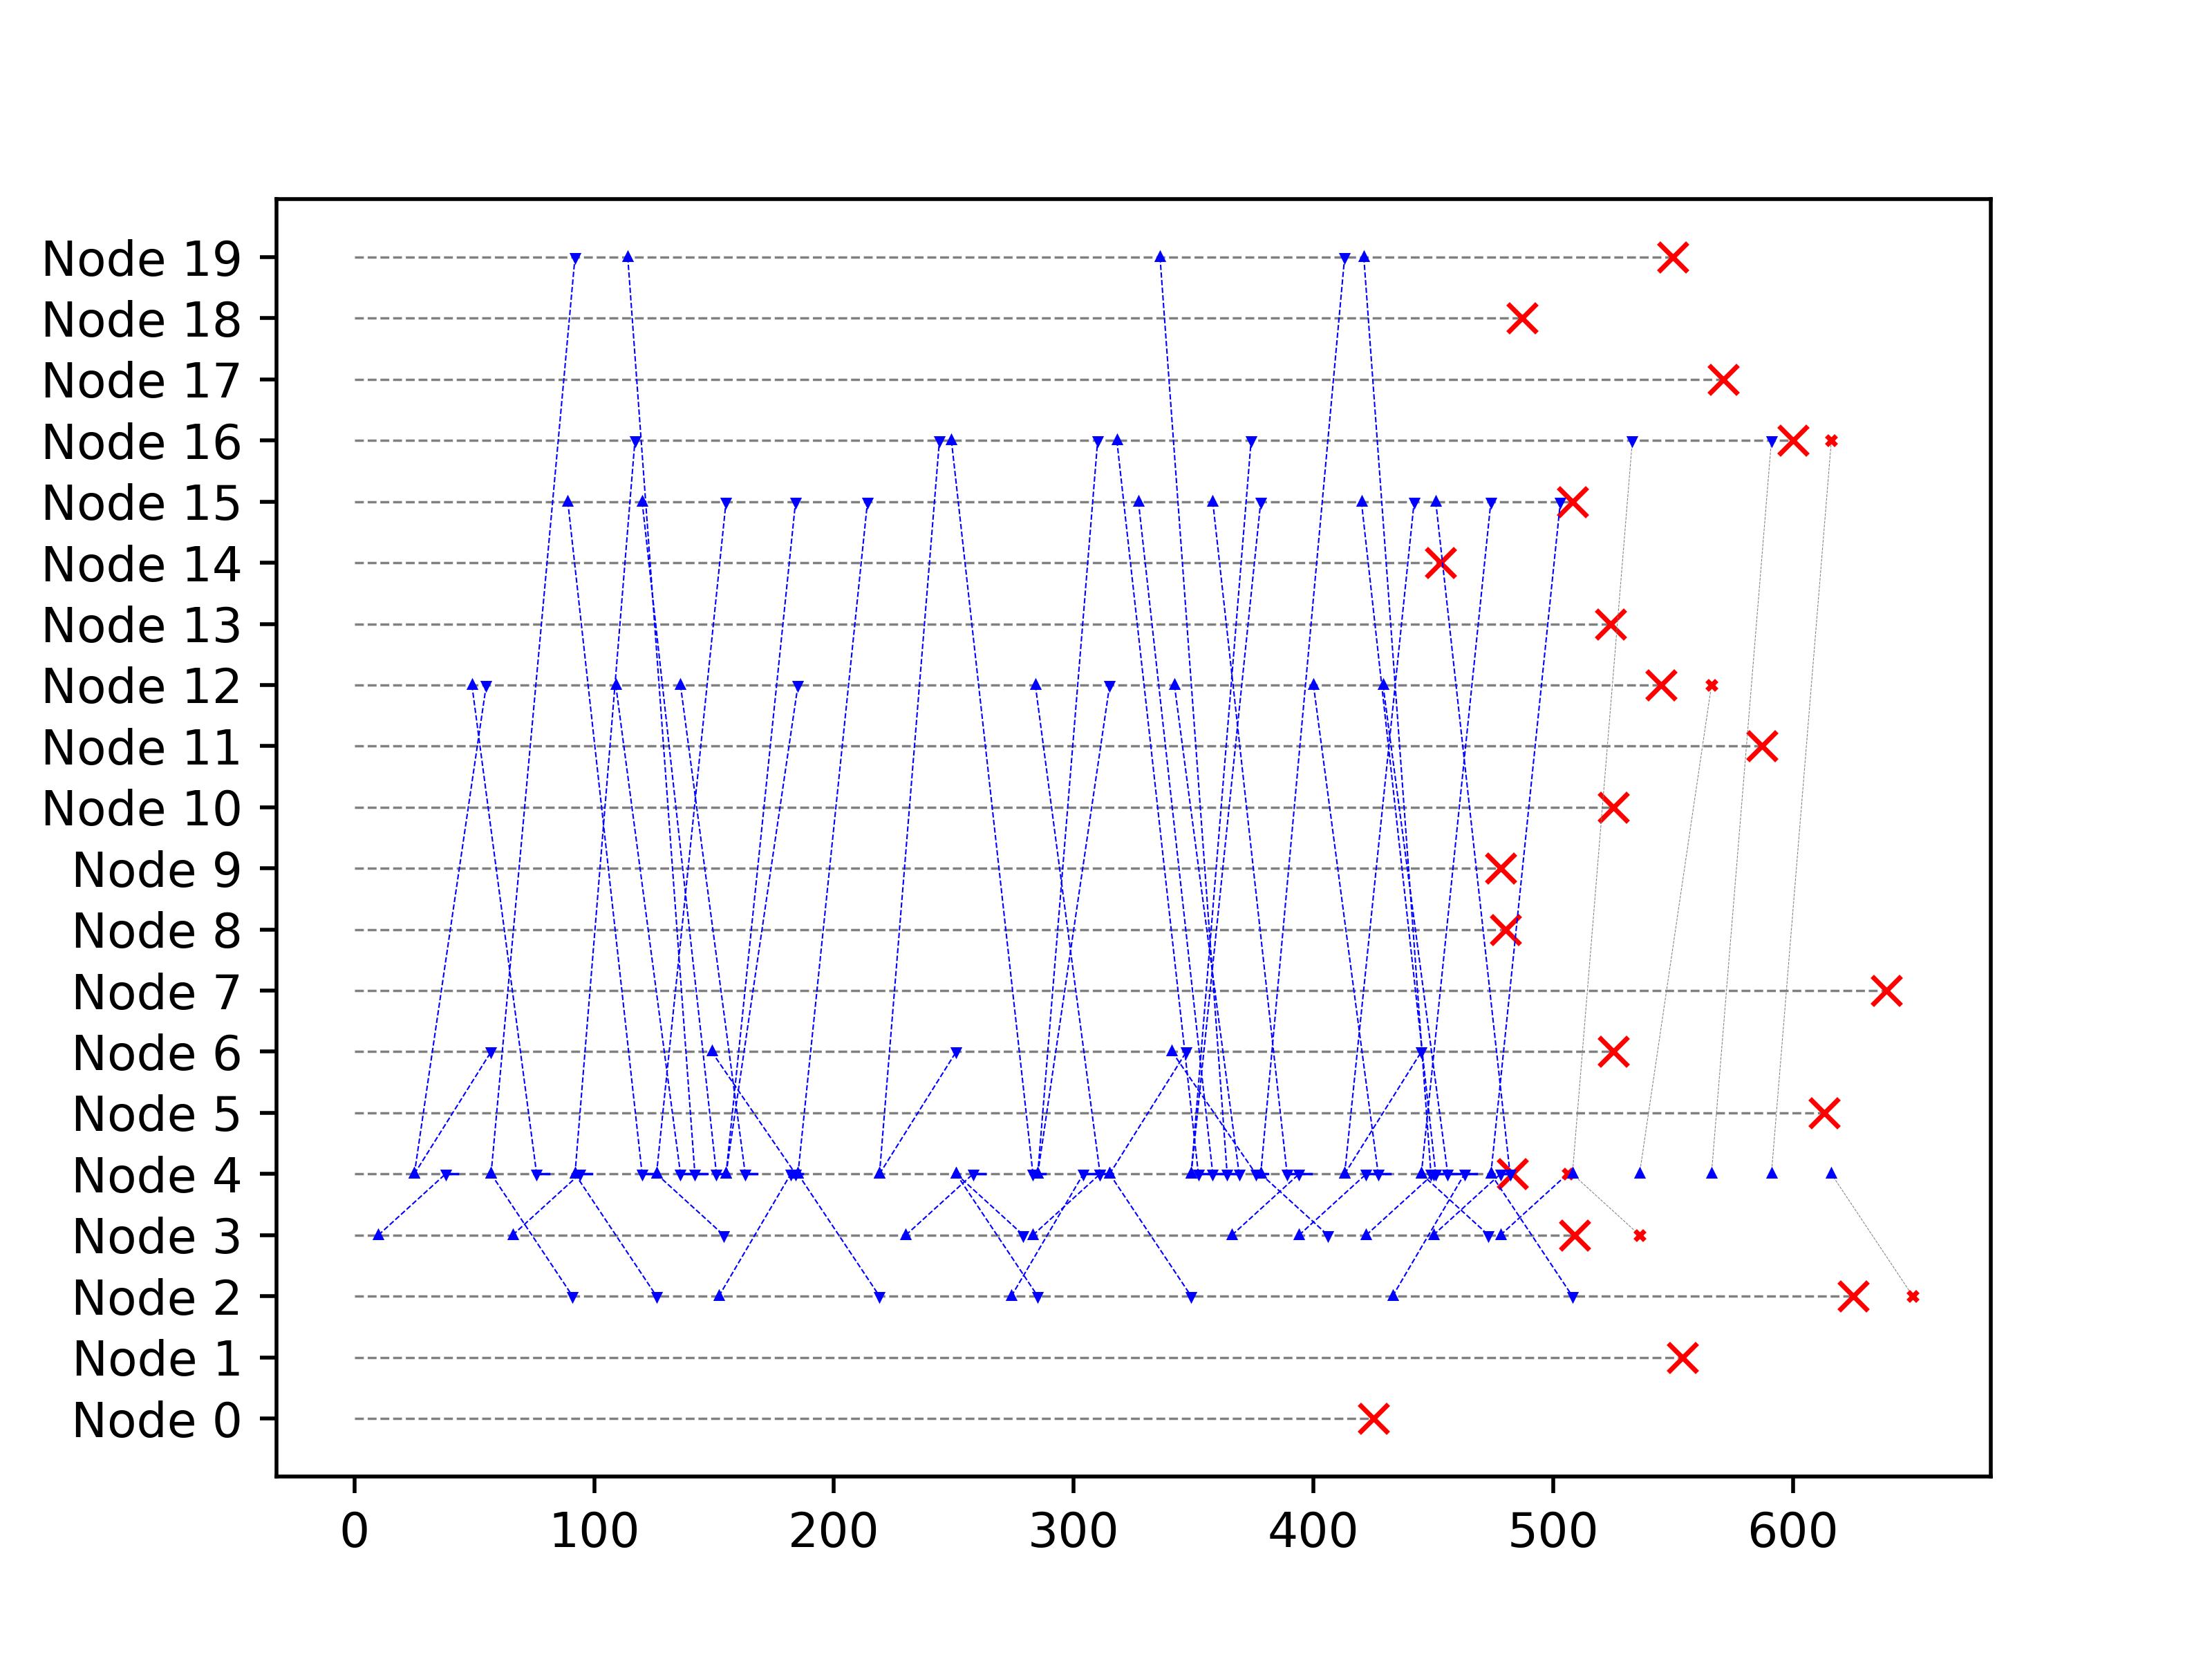 Node 19
Node 18
Node 17
Node 16
Node 15
Node 14
Node 13
Node 12
Node 11
Node 10
Node 9
Node 8
Node 7
Node 6
Node 5
Node 4
Node 3
Node 2
Node 1
Node 0
0 100 200 300 400 500 600